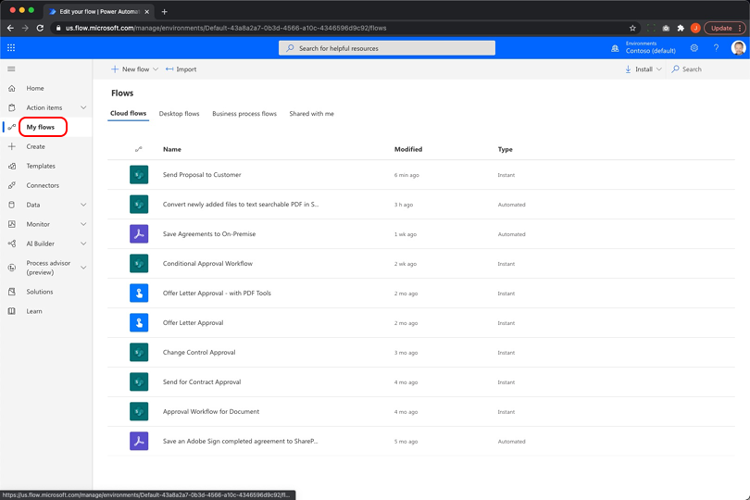 Edit your flow | Power Automat
us.flow.microsoft.com/manage/environments/Default-43a8a2a7-0b3d-4566-a10c-4346596d9c92/flows
J
Update
Search for helpful resources
Environments
Contoso (default)
?
New flow
Import
Install
Search
Home
Action items
My flows
Create
Templates
Connectors
Data
Monitor
AI Builder
Process advisor
(preview)
Solutions
Learn
Flows
Cloud flows Desktop flows Business process flows Shared with me
Name Modified Type
Send Proposal to Customer 6 min ago Instant
Convert newly added files to text searchable PDF in S... 3 h ago Automated
Save Agreements to On-Premise 1 wk ago Automated
Conditional Approval Workflow 2 wk ago Instant
Offer Letter Approval - with PDF Tools 2 mo ago Instant
Offer Letter Approval 2 mo ago Instant
Change Control Approval 3 mo ago Instant
Send for Contract Approval 4 mo ago Instant
Approval Workflow for Document 4 mo ago Instant
Save an Adobe Sign completed agreement to ShareP... 5 mo ago Automated
https://us.flow.microsoft.com/manage/environments/Default-43a8a2a7-0b3d-4566-a10c-4346596d9c92/fl...